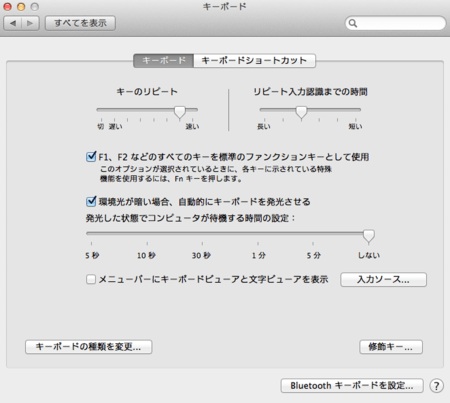 キーボード
すべてを表示
キーボード キーボードショートカット
キーのリピート リピート入力認識までの時間
切 遅い 速い 長い 短い
F1、F2 などのすべてのキーを標準のファンクションキーとして使用
このオプションが選択されているときに、各キーに示されている特殊
機能を使用するには、Fn キーを押します。
環境光が暗い場合、自動的にキーボードを発光させる
発光した状態でコンピュータが待機する時間の設定：
5 秒 10 秒 30 秒 1 分 5 分 しない
メニューバーにキーボードビューアと文字ビューアを表示 入力ソース...
キーボードの種類を変更... 修飾キー...
Bluetooth キーボードを設定... ?